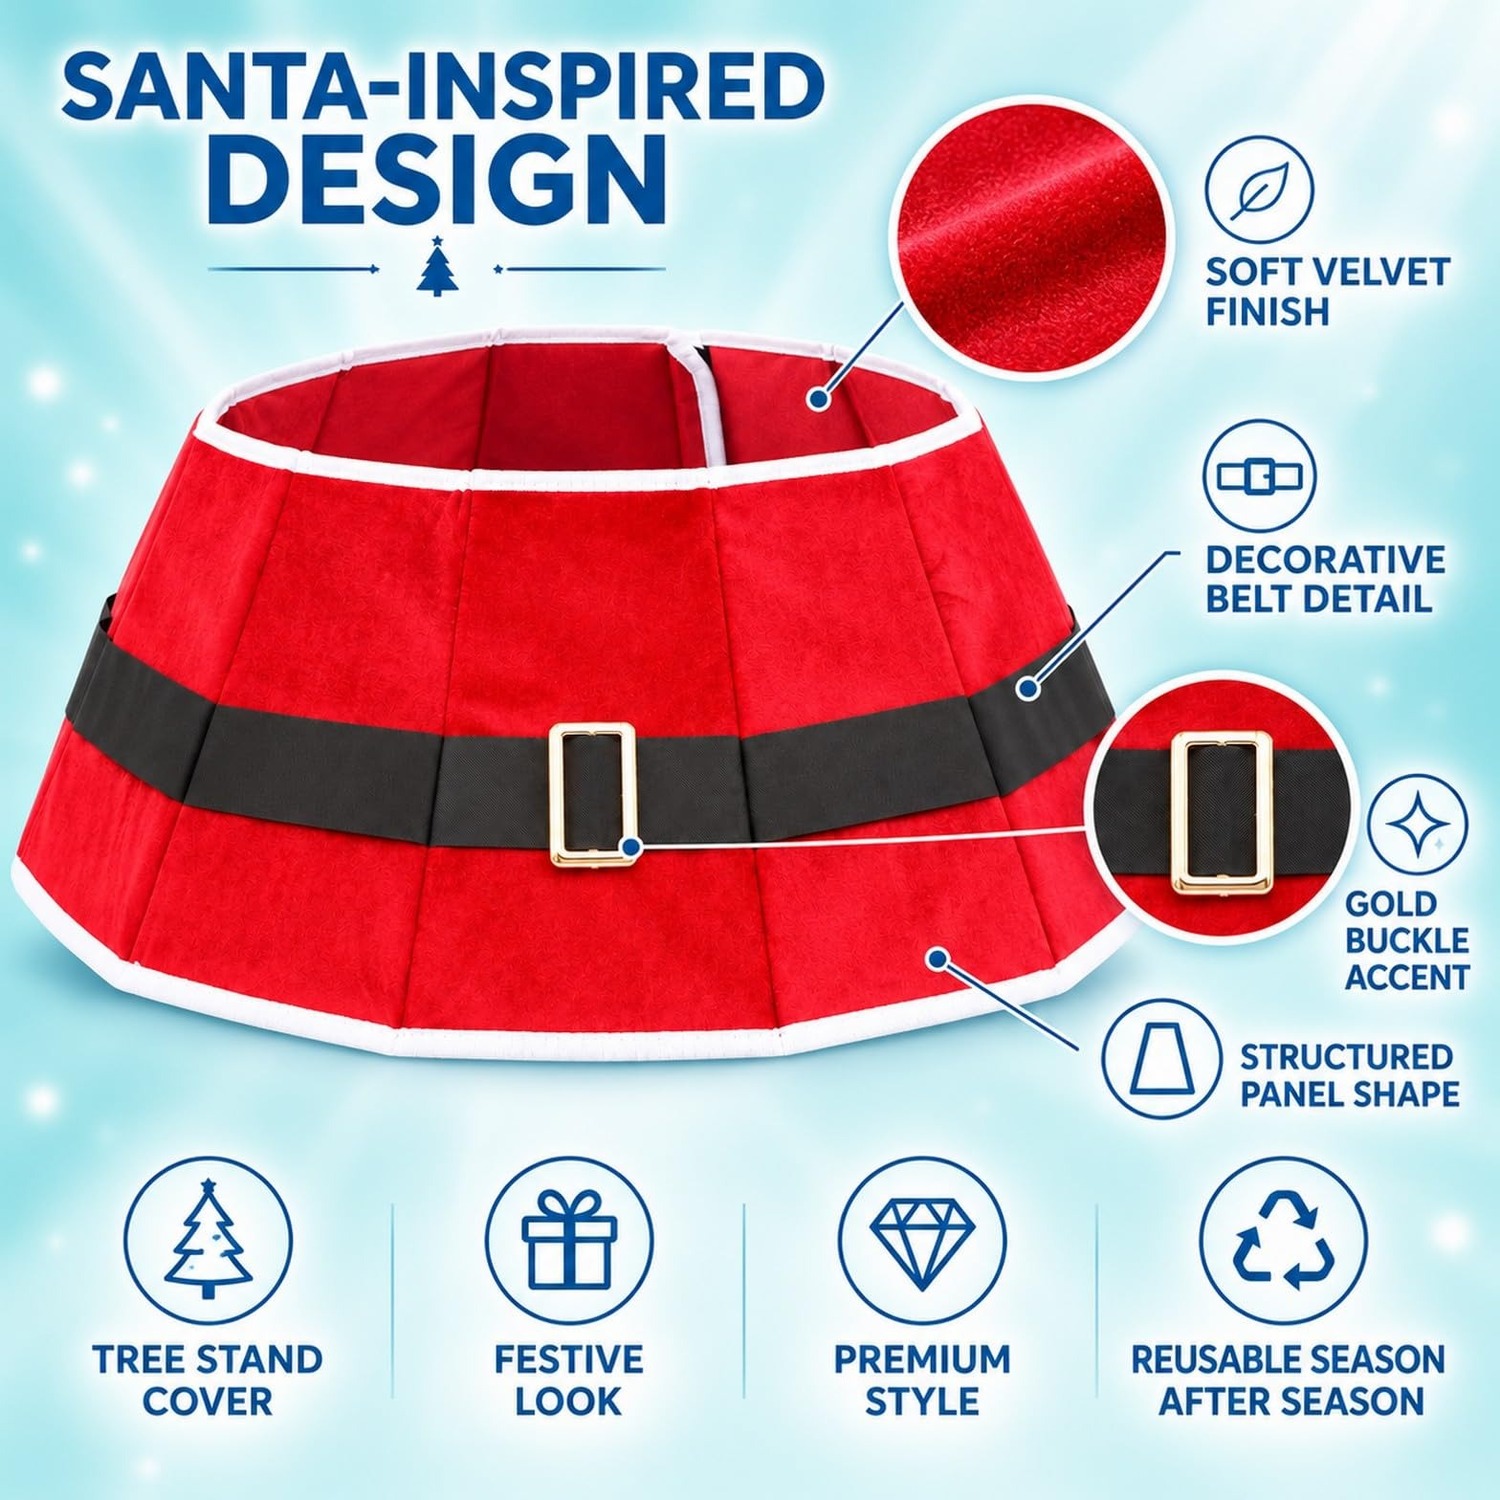 SANTA-INSPIRED
DESIGN
SOFT VELVET
FINISH
DECORATIVE
BELT DETAIL
GOLD
BUCKLE
ACCENT
STRUCTURED
PANEL SHAPE
TREE STAND
COVER
FESTIVE
LOOK
PREMIUM
STYLE
REUSABLE SEASON
AFTER SEASON